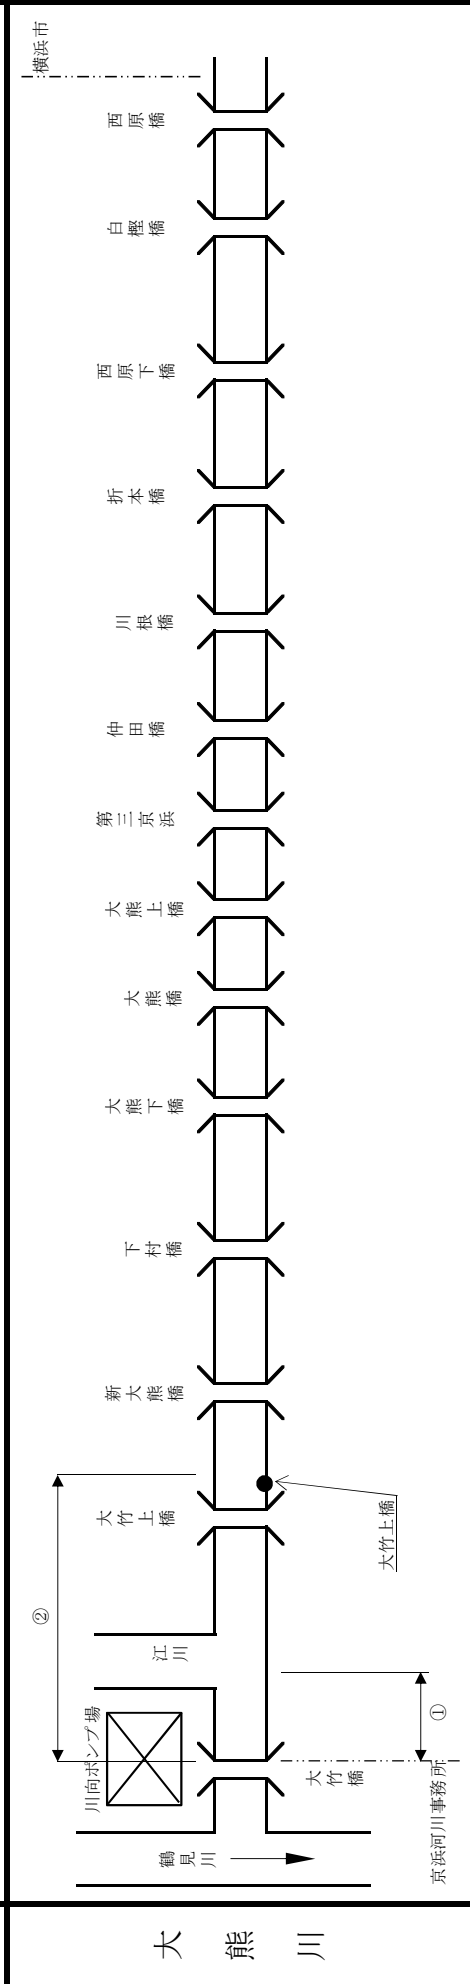 横浜市
西原橋
白樫橋
西原下橋
折本橋
川根橋
仲田橋
第三京浜
大熊上橋
大熊橋
大熊下橋
下村橋
新大熊橋
大竹上橋
②
大竹上橋
江川
川向ポンプ場
①
大竹橋
京浜河川事務所
鶴見川
大熊川